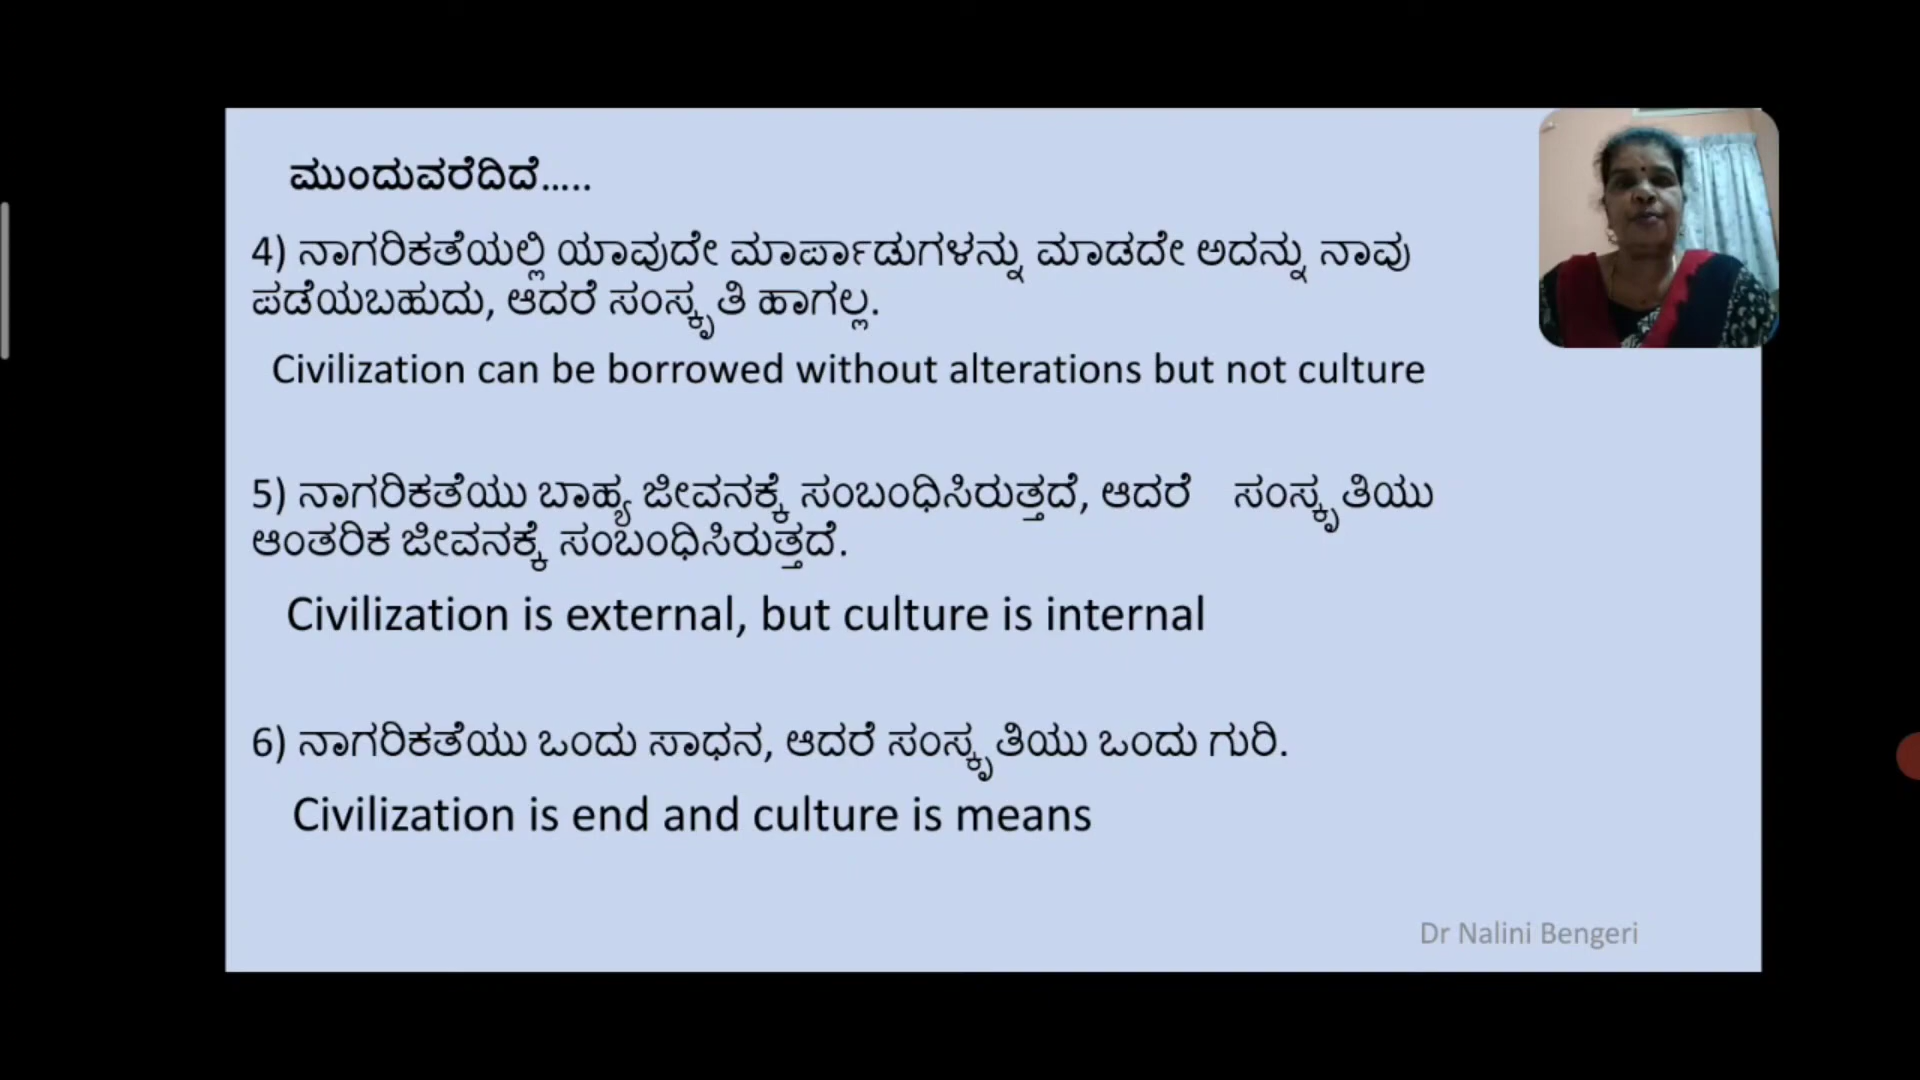 ಮುಂದುವರೆದಿದೆ.....
4) ನಾಗರಿಕತೆಯಲ್ಲಿ ಯಾವುದೇ ಮಾರ್ಪಾಡುಗಳನ್ನು ಮಾಡದೇ ಅದನ್ನು ನಾವು
ಪಡೆಯಬಹುದು, ಆದರೆ ಸಂಸ್ಕೃತಿ ಹಾಗಲ್ಲ.
Civilization can be borrowed without alterations but not culture
5) ನಾಗರಿಕತೆಯು ಬಾಹ್ಯ ಜೀವನಕ್ಕೆ ಸಂಬಂಧಿಸಿರುತ್ತದೆ, ಆದರೆ ಸಂಸ್ಕೃತಿಯು
ಆಂತರಿಕ ಜೀವನಕ್ಕೆ ಸಂಬಂಧಿಸಿರುತ್ತದೆ.
Civilization is external, but culture is internal
6) ನಾಗರಿಕತೆಯು ಒಂದು ಸಾಧನ, ಆದರೆ ಸಂಸ್ಕೃತಿಯು ಒಂದು ಗುರಿ.
Civilization is end and culture is means
Dr Nalini Bengeri